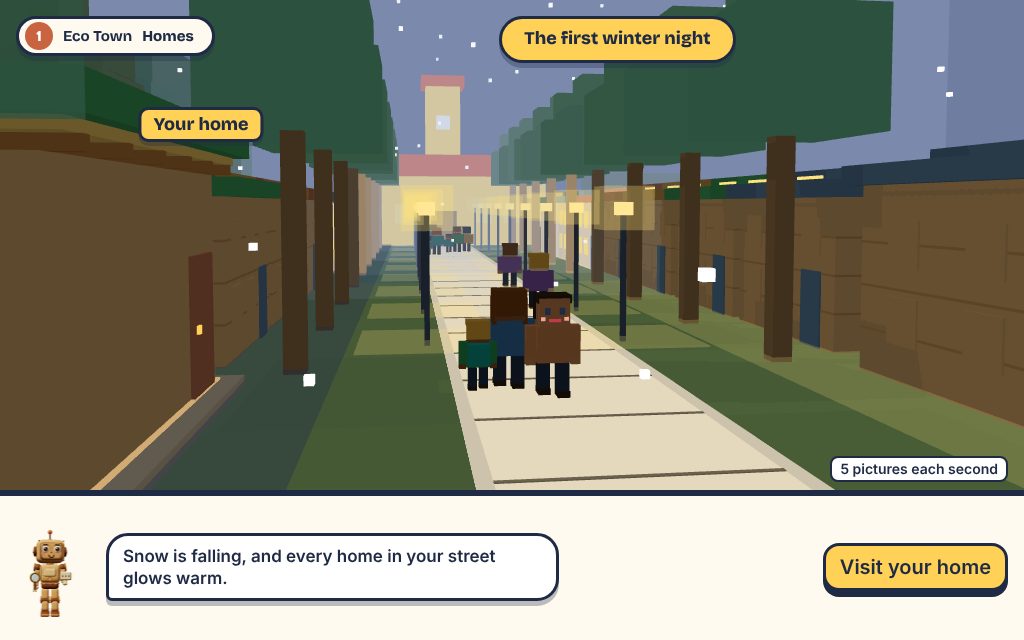 1 Eco Town Homes
The first winter night
Your home
5 pictures each second
Snow is falling, and every home in your street
glows warm.
Visit your home